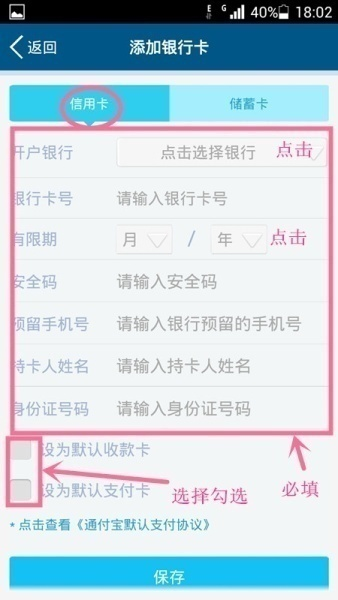 E G 40% 18:02
返回 添加银行卡
信用卡 储蓄卡
开户银行 点击选择银行 点击
银行卡号 请输入银行卡号
有限期 月 / 年 点击
安全码 请输入安全码
预留手机号 请输入银行预留的手机号
持卡人姓名 请输入持卡人姓名
身份证号码 请输入身份证号码
设为默认收款卡
设为默认支付卡 选择勾选 必填
* 点击查看《通付宝默认支付协议》
保存